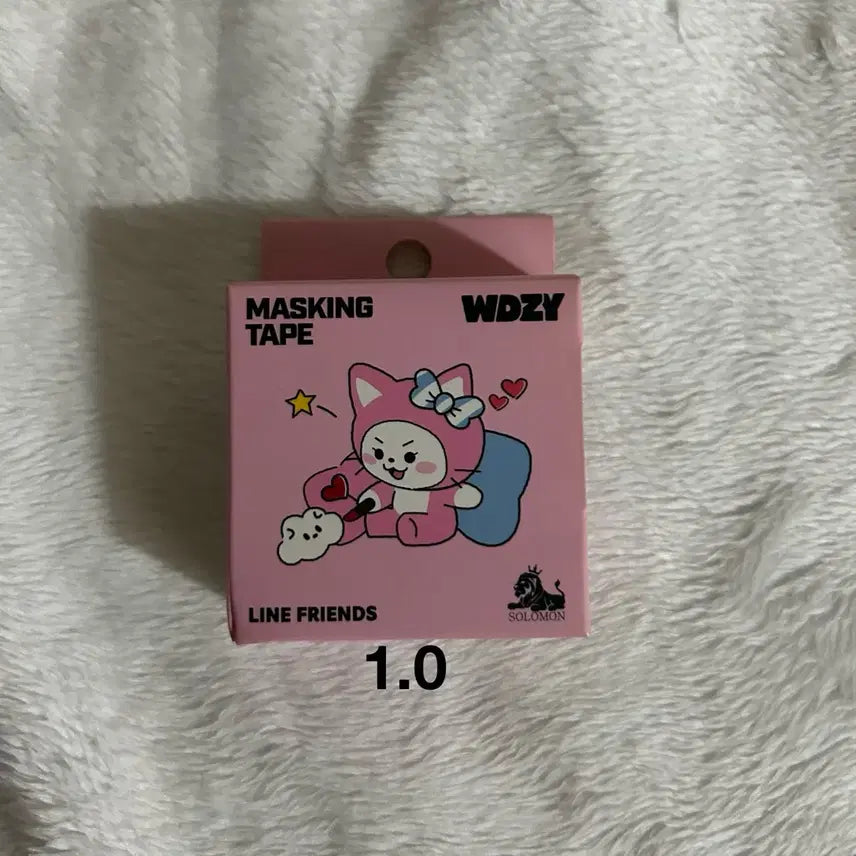 MASKING
TAPE
WDZY
LINE FRIENDS
SOLOMON
1.0